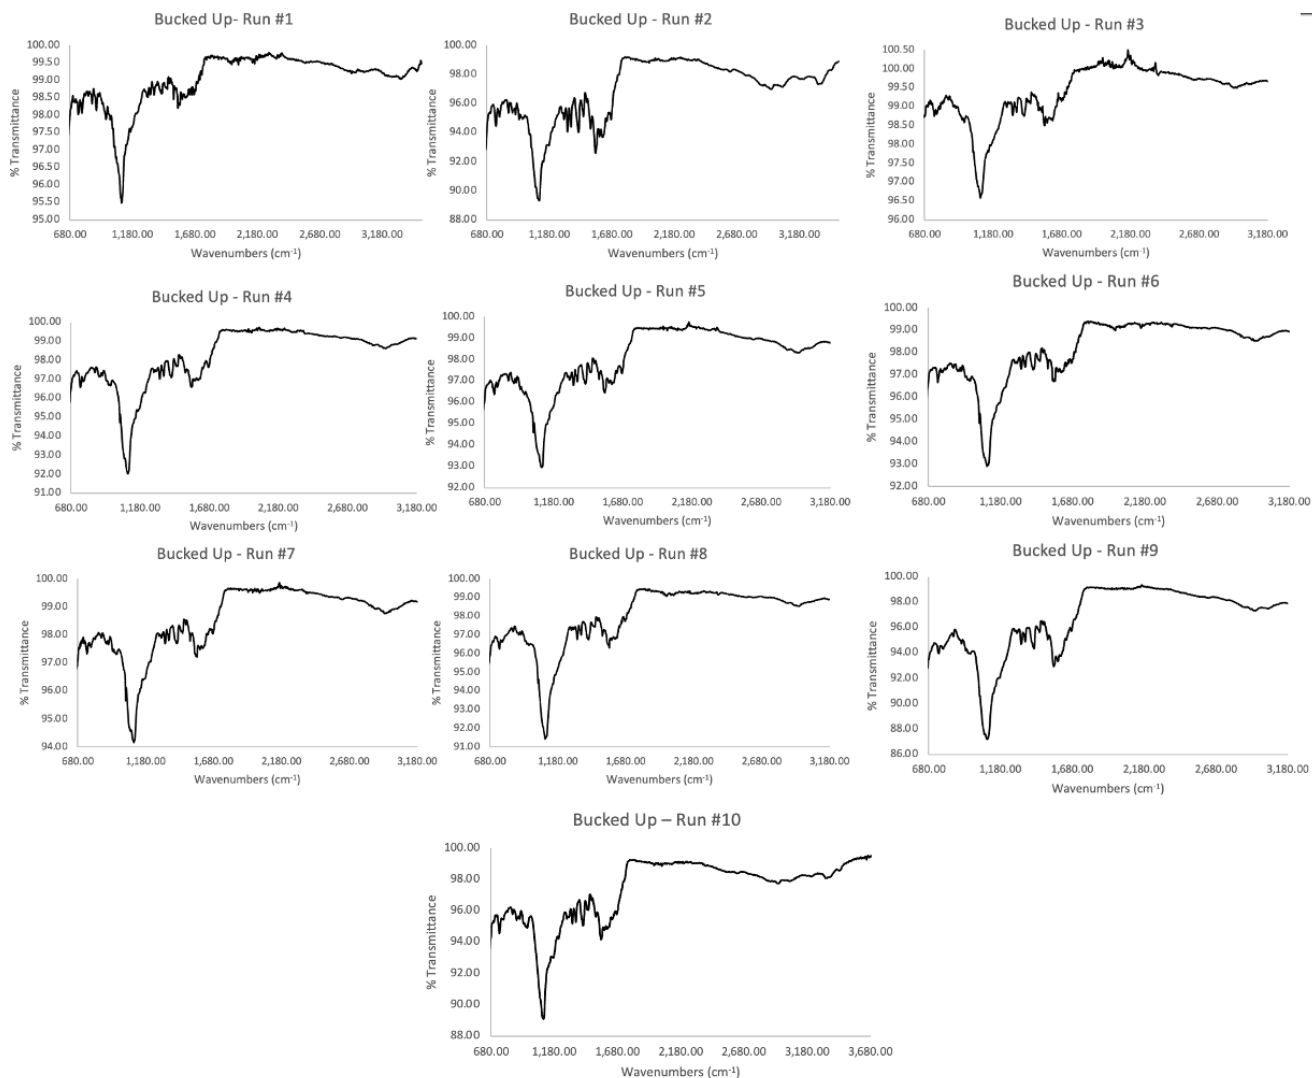 Bucked Up- Run #1
100.00
99.50
99.00
98.50
98.00
97.50
97.00
96.50
96.00
95.50
95.00
% Transmittance
680.00 1,180.00 1,680.00 2,180.00 2,680.00 3,180.00
Wavenumbers (cm-1)
Bucked Up - Run #2
100.00
98.00
96.00
94.00
92.00
90.00
88.00
% Transmittance
680.00 1,180.00 1,680.00 2,180.00 2,680.00 3,180.00
Wavenumbers (cm-1)
Bucked Up - Run #3
100.50
100.00
99.50
99.00
98.50
98.00
97.50
97.00
96.50
96.00
% Transmittance
680.00 1,180.00 1,680.00 2,180.00 2,680.00 3,180.00
Wavenumbers (cm-1)
Bucked Up - Run #4
100.00
99.00
98.00
97.00
96.00
95.00
94.00
93.00
92.00
91.00
% Transmittance
680.00 1,180.00 1,680.00 2,180.00 2,680.00 3,180.00
Wavenumbers (cm-1)
Bucked Up - Run #5
100.00
99.00
98.00
97.00
96.00
95.00
94.00
93.00
92.00
% Transmittance
680.00 1,180.00 1,680.00 2,180.00 2,680.00 3,180.00
Wavenumbers (cm-1)
Bucked Up - Run #6
100.00
99.00
98.00
97.00
96.00
95.00
94.00
93.00
92.00
% Transmittance
680.00 1,180.00 1,680.00 2,180.00 2,680.00 3,180.00
Wavenumbers (cm-1)
Bucked Up - Run #7
100.00
99.00
98.00
97.00
96.00
95.00
94.00
% Transmittance
680.00 1,180.00 1,680.00 2,180.00 2,680.00 3,180.00
Wavenumbers (cm-1)
Bucked Up - Run #8
100.00
99.00
98.00
97.00
96.00
95.00
94.00
93.00
92.00
91.00
% Transmittance
680.00 1,180.00 1,680.00 2,180.00 2,680.00 3,180.00
Wavenumbers (cm-1)
Bucked Up - Run #9
100.00
98.00
96.00
94.00
92.00
90.00
88.00
86.00
% Transmittance
680.00 1,180.00 1,680.00 2,180.00 2,680.00 3,180.00
Wavenumbers (cm-1)
Bucked Up – Run #10
100.00
98.00
96.00
94.00
92.00
90.00
88.00
% Transmittance
680.00 1,180.00 1,680.00 2,180.00 2,680.00 3,180.00 3,680.00
Wavenumbers (cm-1)